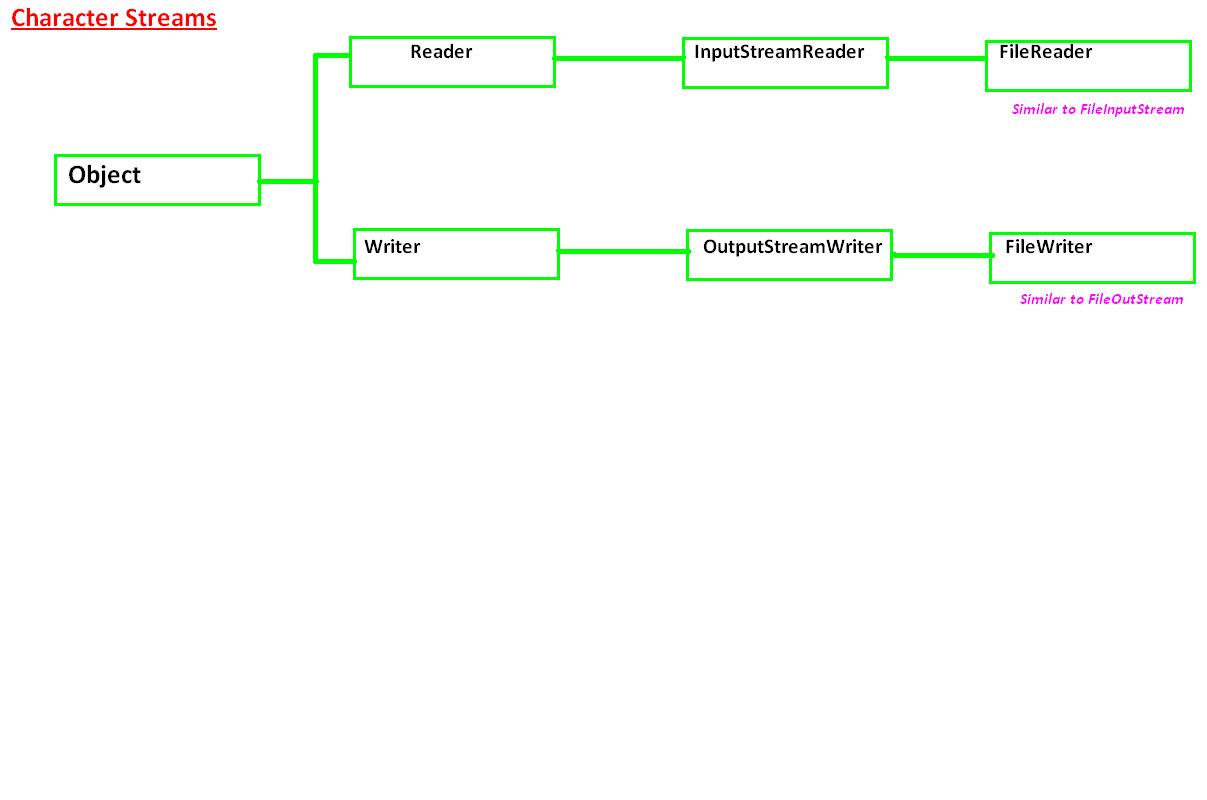 Character Streams
Reader
InputStreamReader
FileReader
Similar to FileInputStream
Object
Writer
OutputStreamWriter
FileWriter
Similar to FileOutStream